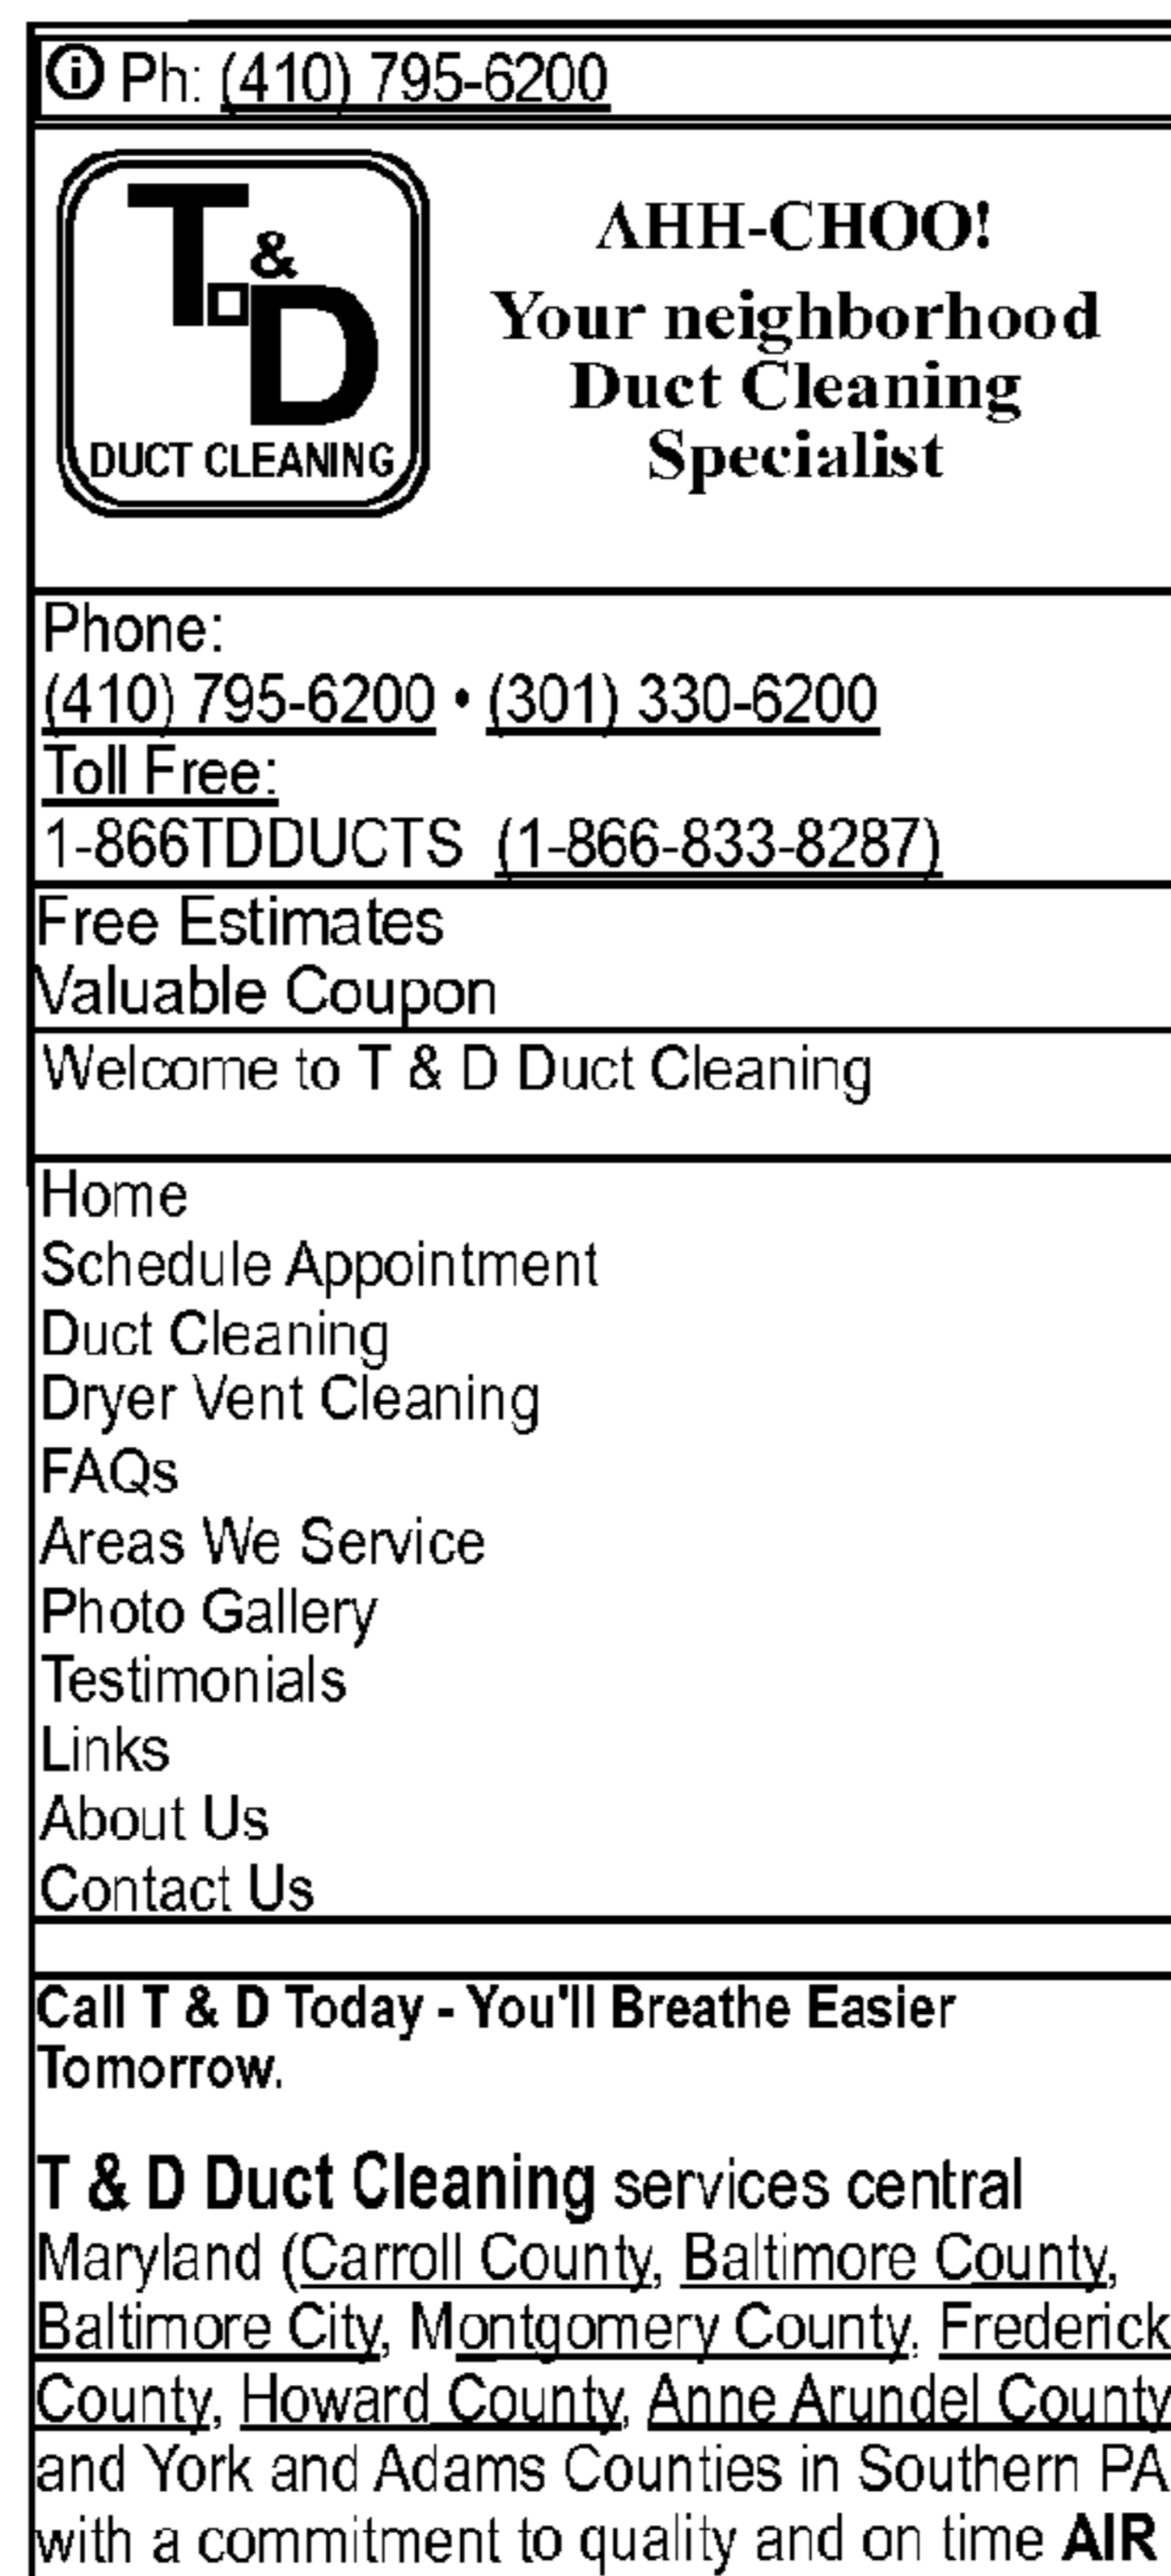 Ph: (410) 795-6200
T. & D
DUCT CLEANING
AHH-CHOO!
Your neighborhood
Duct Cleaning
Specialist
Phone:
(410) 795-6200 • (301) 330-6200
Toll Free:
1-866TDDUCTS (1-866-833-8287)
Free Estimates
Valuable Coupon
Welcome to T & D Duct Cleaning
Home
Schedule Appointment
Duct Cleaning
Dryer Vent Cleaning
FAQs
Areas We Service
Photo Gallery
Testimonials
Links
About Us
Contact Us
Call T & D Today - You'll Breathe Easier
Tomorrow.
T & D Duct Cleaning services central
Maryland (Carroll County, Baltimore County,
Baltimore City, Montgomery County, Frederick
County, Howard County, Anne Arundel County
and York and Adams Counties in Southern PA
with a commitment to quality and on time AIR